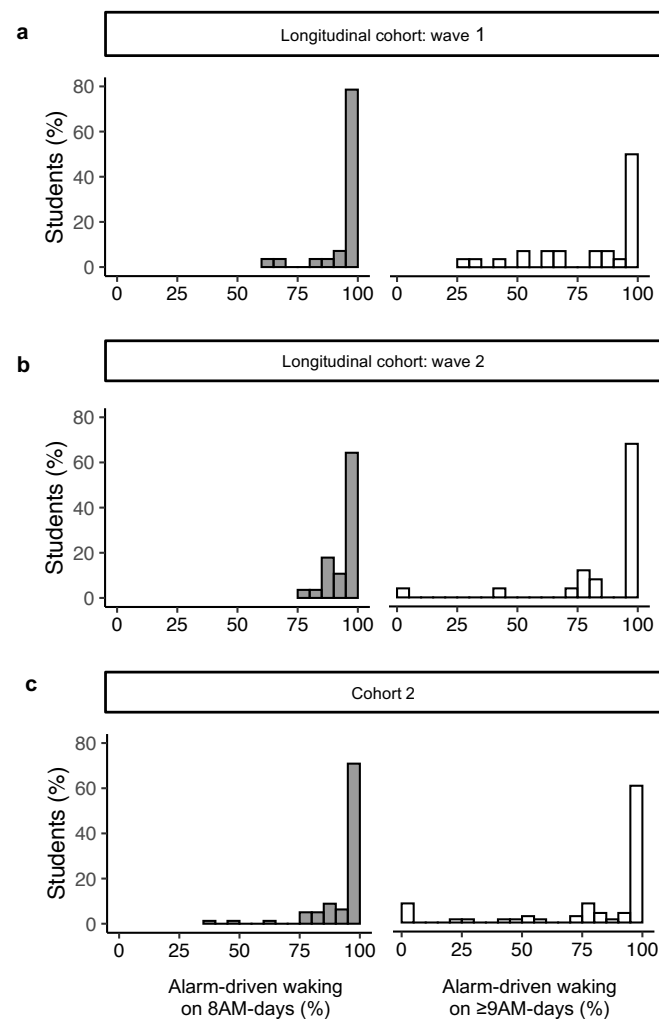 a
Longitudinal cohort: wave 1
Students (%)
80
60
40
20
0
0 25 50 75 100 0 25 50 75 100
b
Longitudinal cohort: wave 2
Students (%)
80
60
40
20
0
0 25 50 75 100 0 25 50 75 100
c
Cohort 2
Students (%)
80
60
40
20
0
0 25 50 75 100 0 25 50 75 100
Alarm-driven waking
on 8AM-days (%)
Alarm-driven waking
on ≥9AM-days (%)